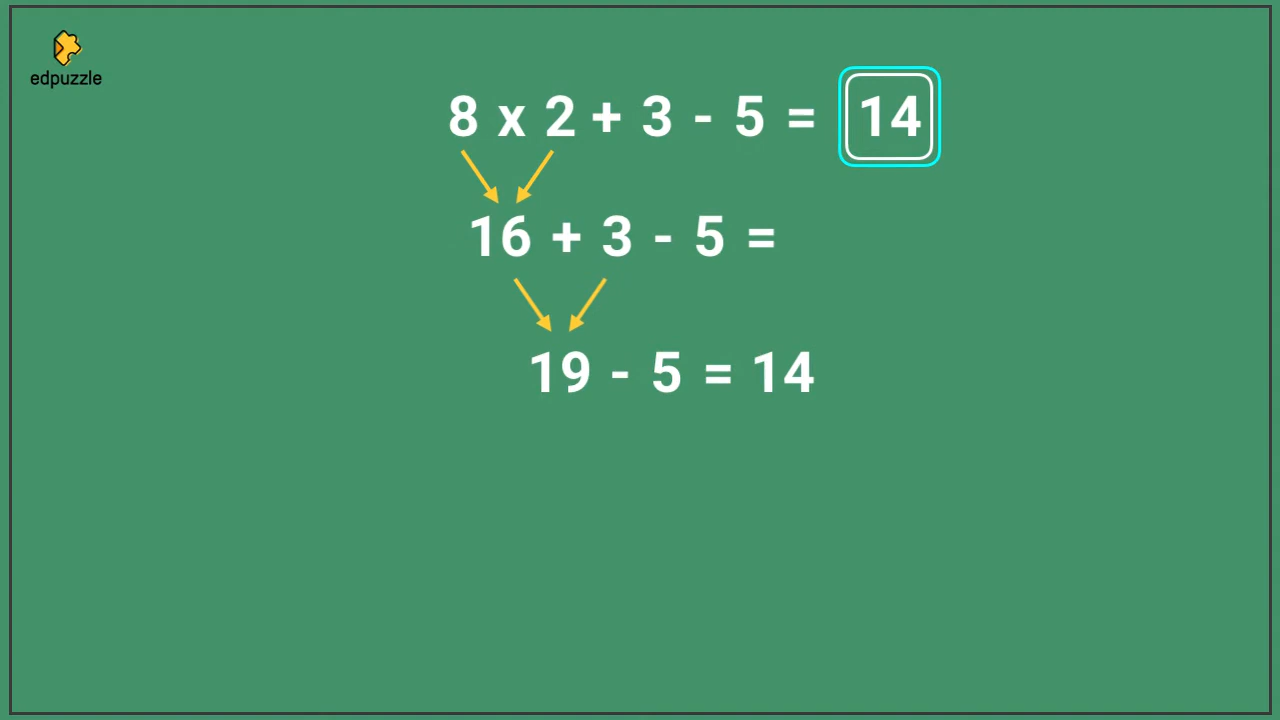 edpuzzle
8 x 2 + 3 - 5 = 14
16 + 3 - 5 =
19 - 5 = 14